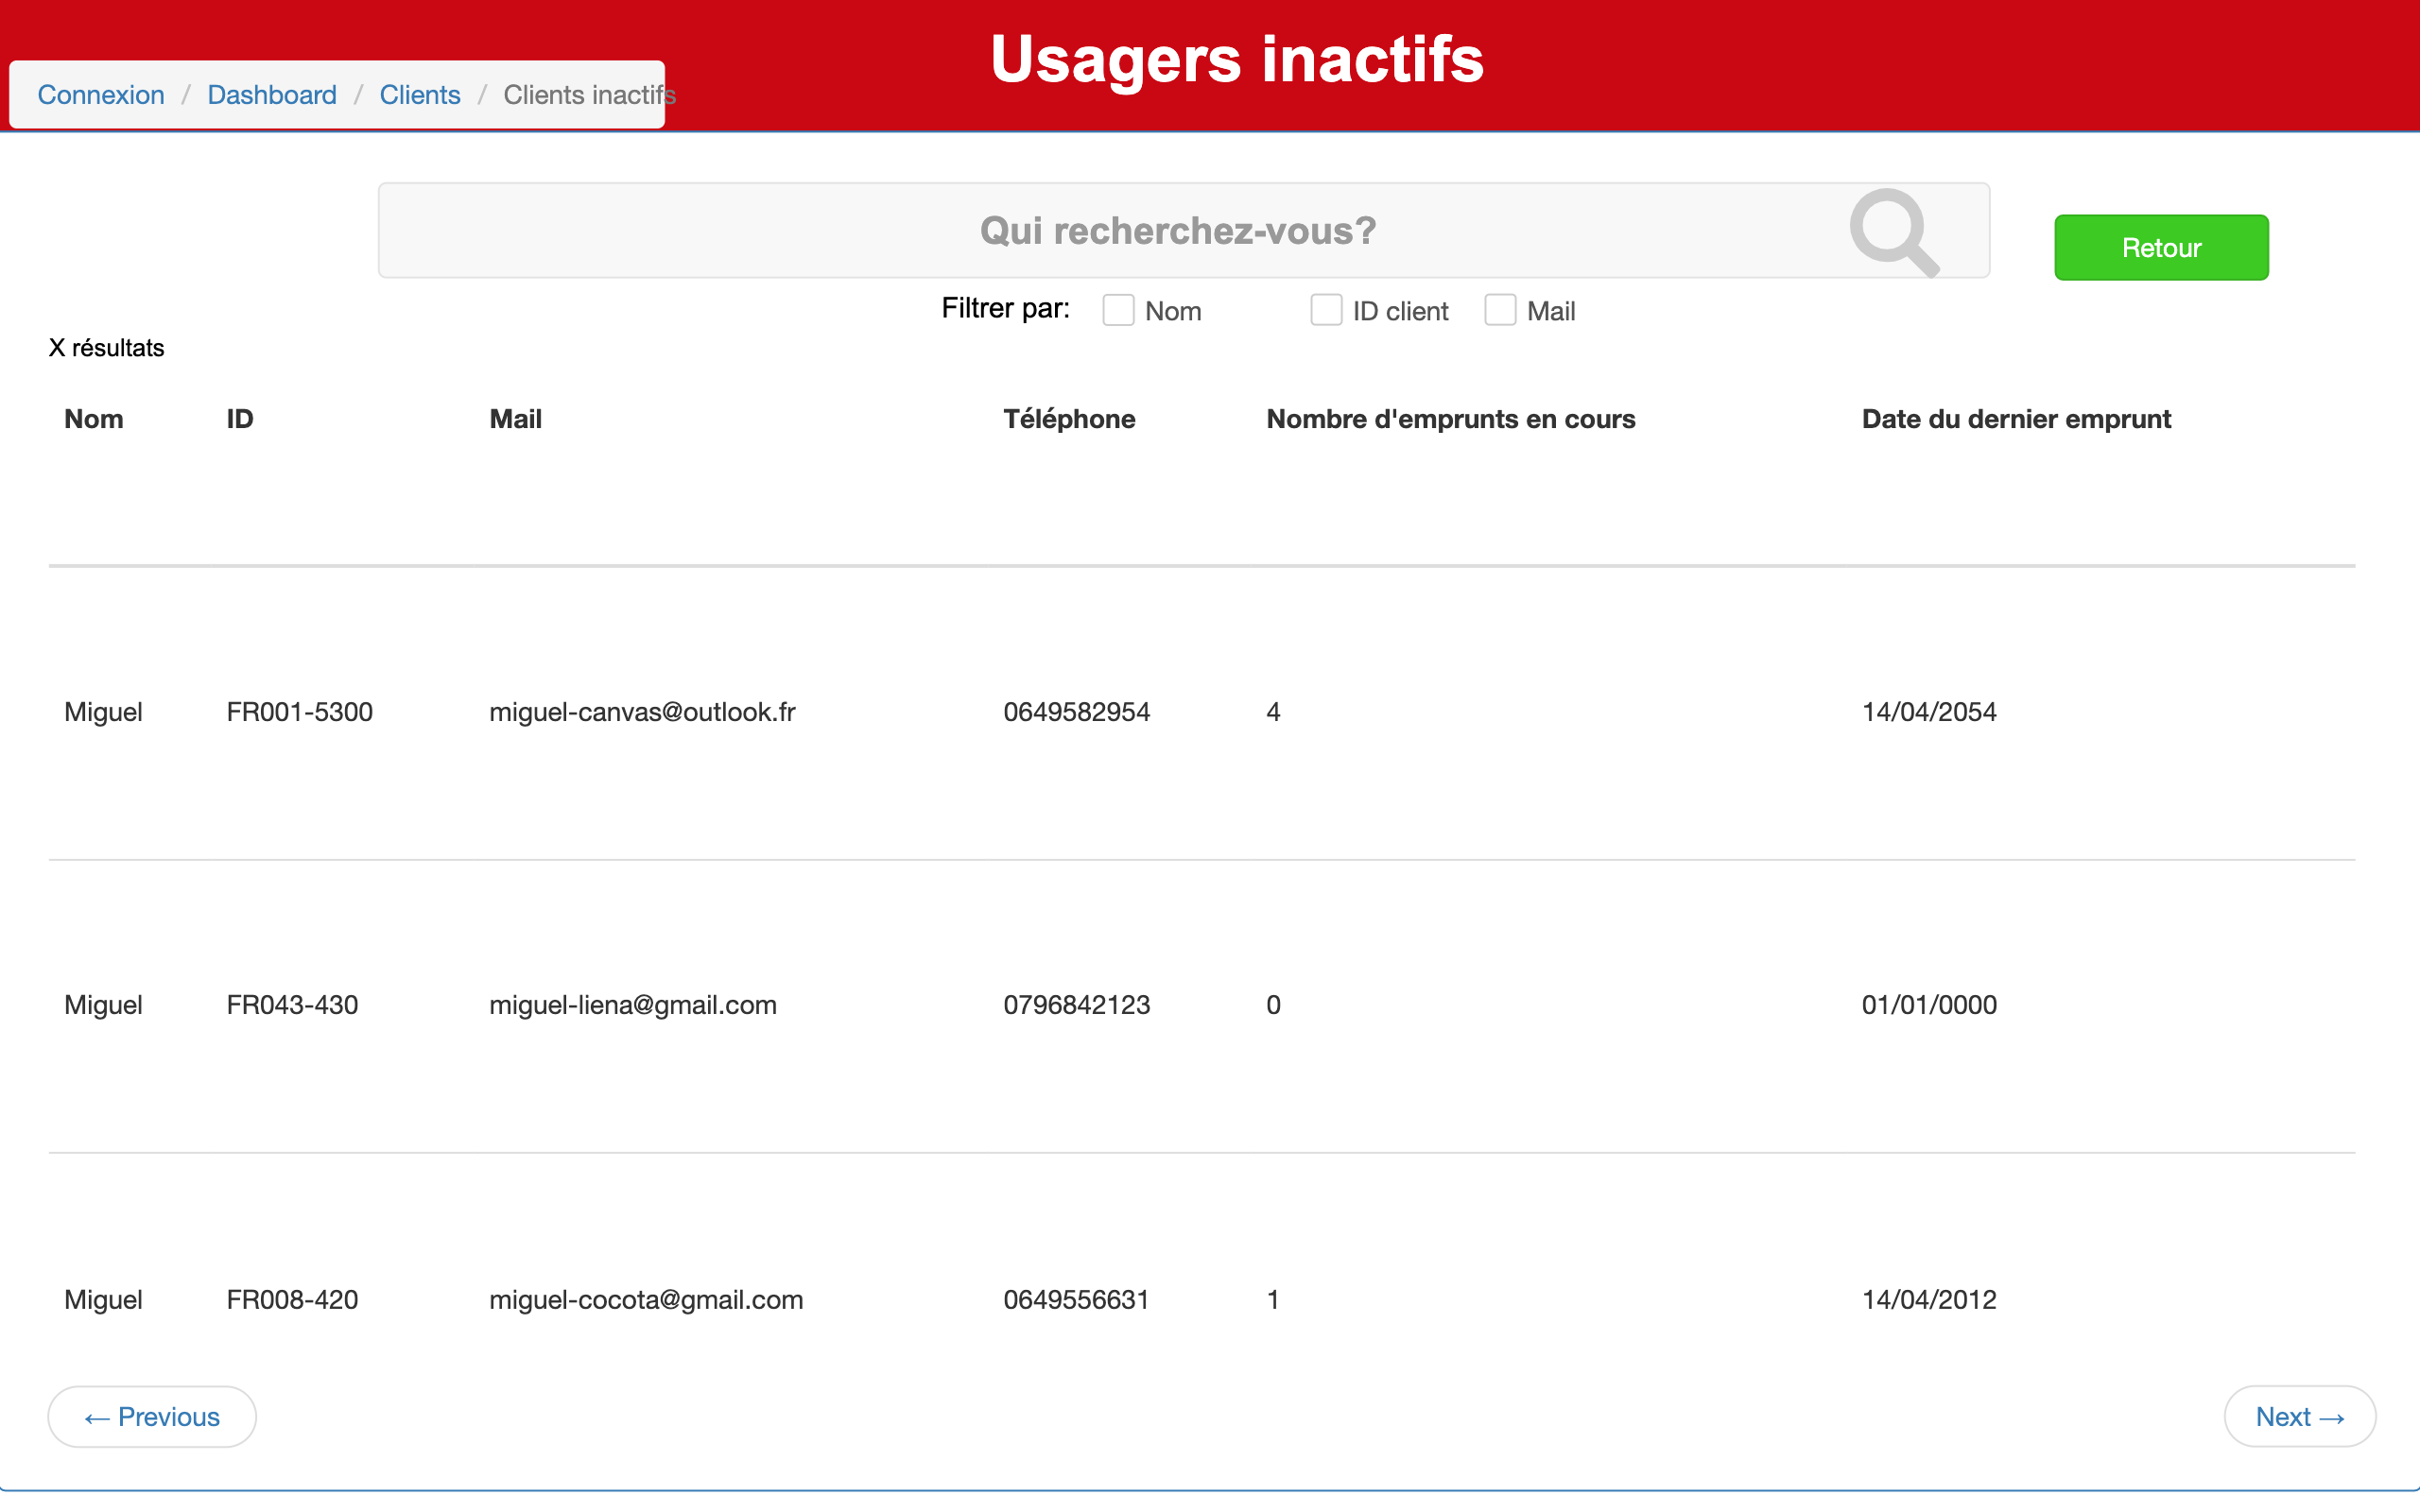 Usagers inactifs
Connexion / Dashboard / Clients / Clients inactifs
Qui recherchez-vous?
Retour
Filtrer par: Nom ID client Mail
X résultats
Nom ID Mail Téléphone Nombre d'emprunts en cours Date du dernier emprunt
Miguel FR001-5300 miguel-canvas@outlook.fr 0649582954 4 14/04/2054
Miguel FR043-430 miguel-liena@gmail.com 0796842123 0 01/01/0000
Miguel FR008-420 miguel-cocota@gmail.com 0649556631 1 14/04/2012
← Previous Next →